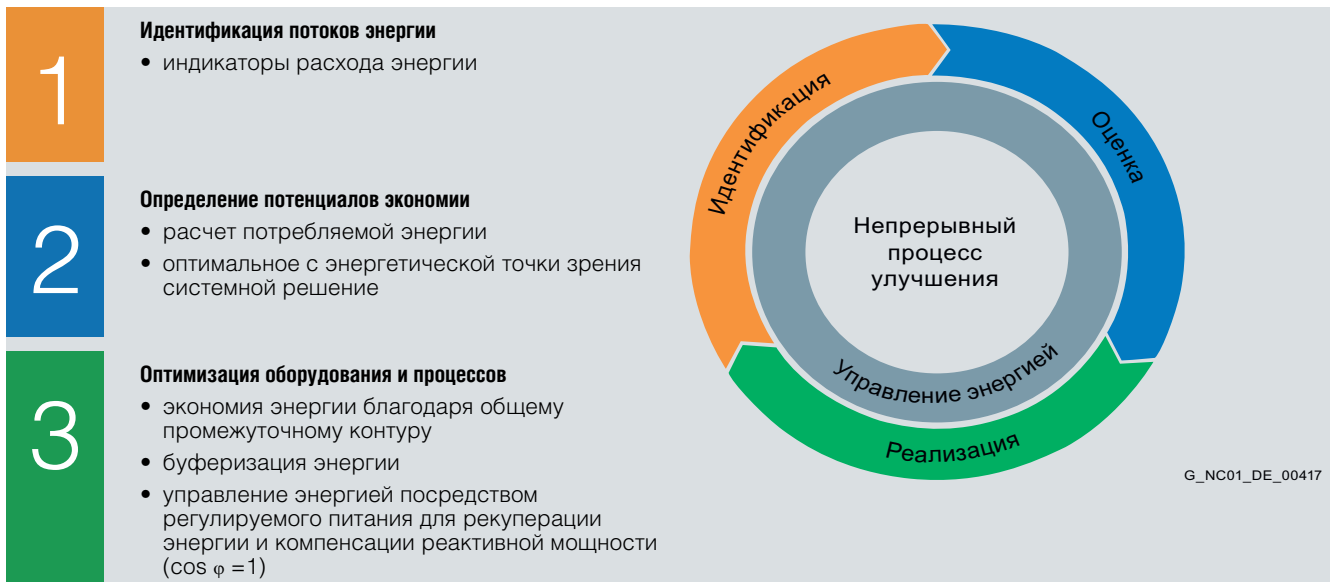 1
Идентификация потоков энергии
• индикаторы расхода энергии
2
Определение потенциалов экономии
• расчет потребляемой энергии
• оптимальное с энергетической точки зрения
системной решение
3
Оптимизация оборудования и процессов
• экономия энергии благодаря общему
промежуточному контуру
• буферизация энергии
• управление энергией посредством
регулируемого питания для рекуперации
энергии и компенсации реактивной мощности
(cos φ =1)
Идентификация
Оценка
Непрерывный
процесс
улучшения
Управление энергией
Реализация
G_NC01_DE_00417